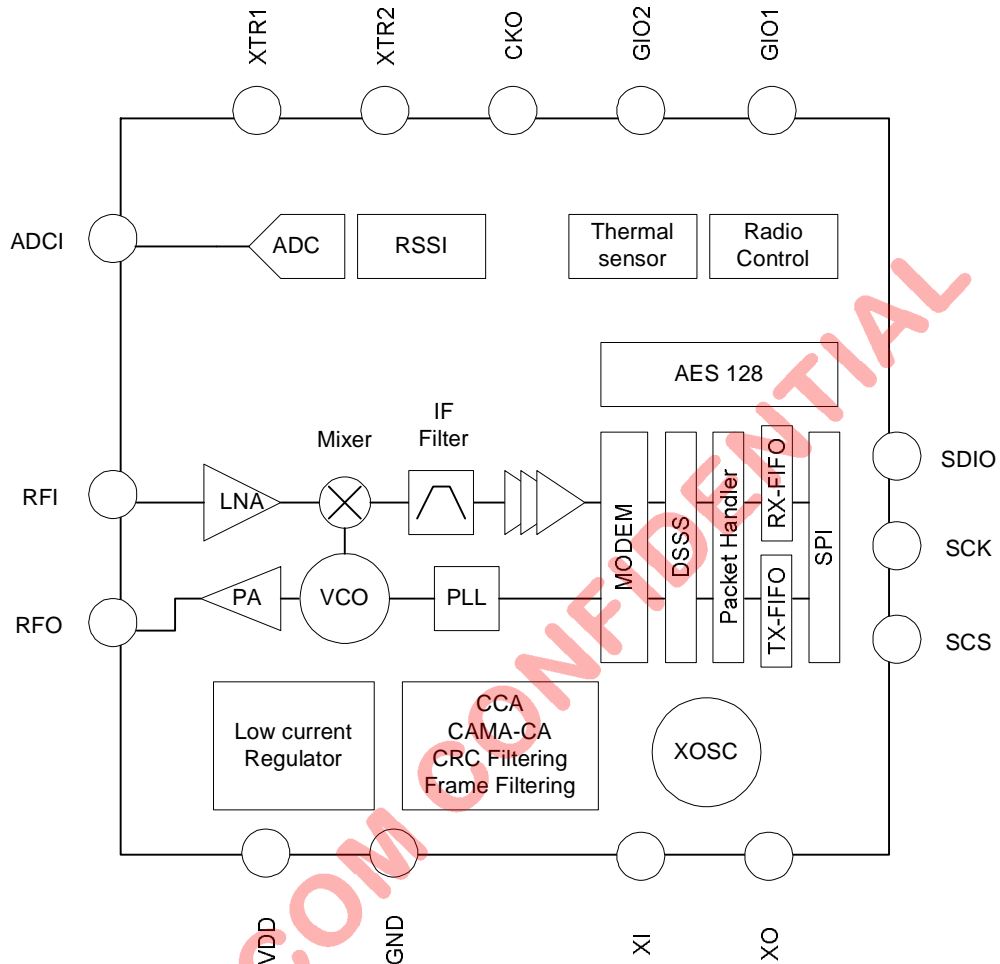 XTR1
XTR2
CKO
GIO2
GIO1
ADCI
ADC
RSSI
Thermal
sensor
Radio
Control
AES 128
IF
Filter
Mixer
RFI
LNA
MODEM
DSSS
Packet Handler
RX-FIFO
TX-FIFO
SPI
SDIO
SCK
SCS
RFO
PA
VCO
PLL
Low current
Regulator
CCA
CAMA-CA
CRC Filtering
Frame Filtering
XOSC
VDD
GND
XI
XO
COM CONFIDENTIAL